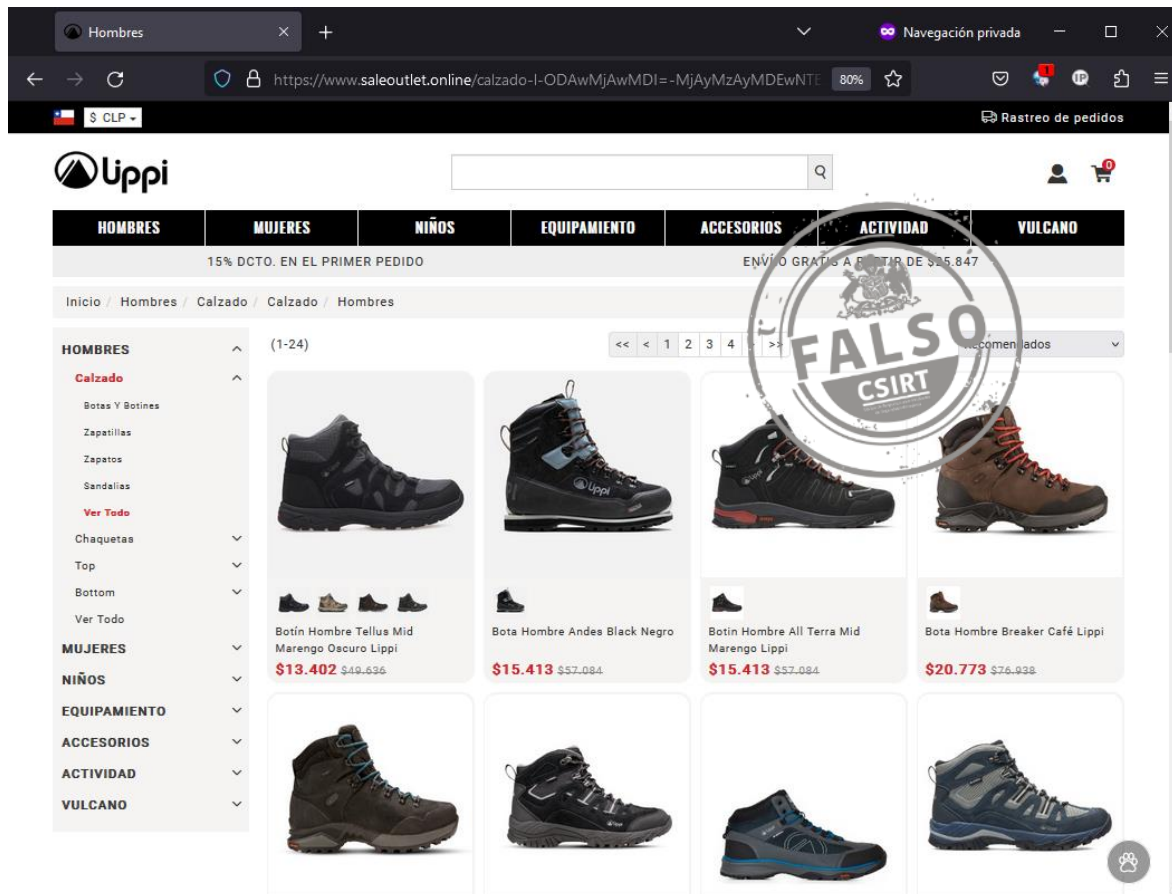 Hombres
Navegación privada
https://www.saleoutlet.online/calzado-l-ODAwMjAwMDI=-MjAyMzAyMDEwNTE
80%
IP
$ CLP
Rastreo de pedidos
Lippi
0
HOMBRES MUJERES NIÑOS EQUIPAMIENTO ACCESORIOS ACTIVIDAD VULCANO
15% DCTO. EN EL PRIMER PEDIDO ENVÍO GRATIS A PARTIR DE $25.847
Inicio / Hombres / Calzado / Calzado / Hombres
FALSO
CSIRT
HOMBRES
Calzado
Botas Y Botines
Zapatillas
Zapatos
Sandalias
Ver Todo
Chaquetas
Top
Bottom
Ver Todo
MUJERES
NIÑOS
EQUIPAMIENTO
ACCESORIOS
ACTIVIDAD
VULCANO
(1-24)
<< < 1 2 3 4 > >>
Recomendados
Botín Hombre Tellus Mid
Marengo Oscuro Lippi
$13.402 $49.636
Bota Hombre Andes Black Negro
$15.413 $57.084
Botin Hombre All Terra Mid
Marengo Lippi
$15.413 $57.084
Bota Hombre Breaker Café Lippi
$20.773 $76.938